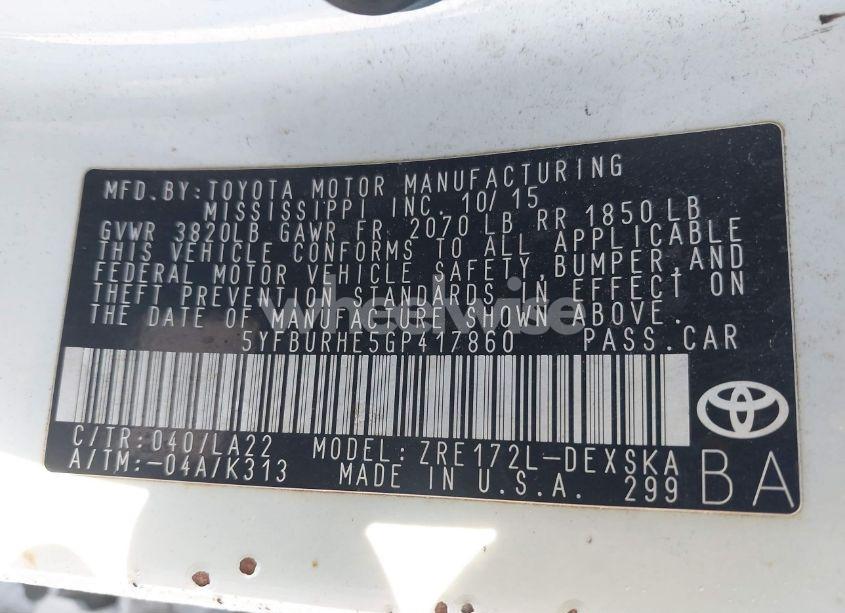 MFD. BY: TOYOTA MOTOR MANUFACTURING
MISSISSIPPI INC. 10/15
GVWR 3820LB GAWR FR 2070 LB RR 1850 LB
THIS VEHICLE CONFORMS TO ALL APPLICABLE
FEDERAL MOTOR VEHICLE SAFETY, BUMPER, AND
THEFT PREVENTION STANDARDS IN EFFECT ON
THE DATE OF MANUFACTURE SHOWN ABOVE.
5YFBURHE5GP417860 PASS. CAR
C/TR: 040/LA22 MODEL: ZRE172L-DEXSKA
A/TM: -04A/K313 MADE IN U.S.A. 299
BA
wheelwise